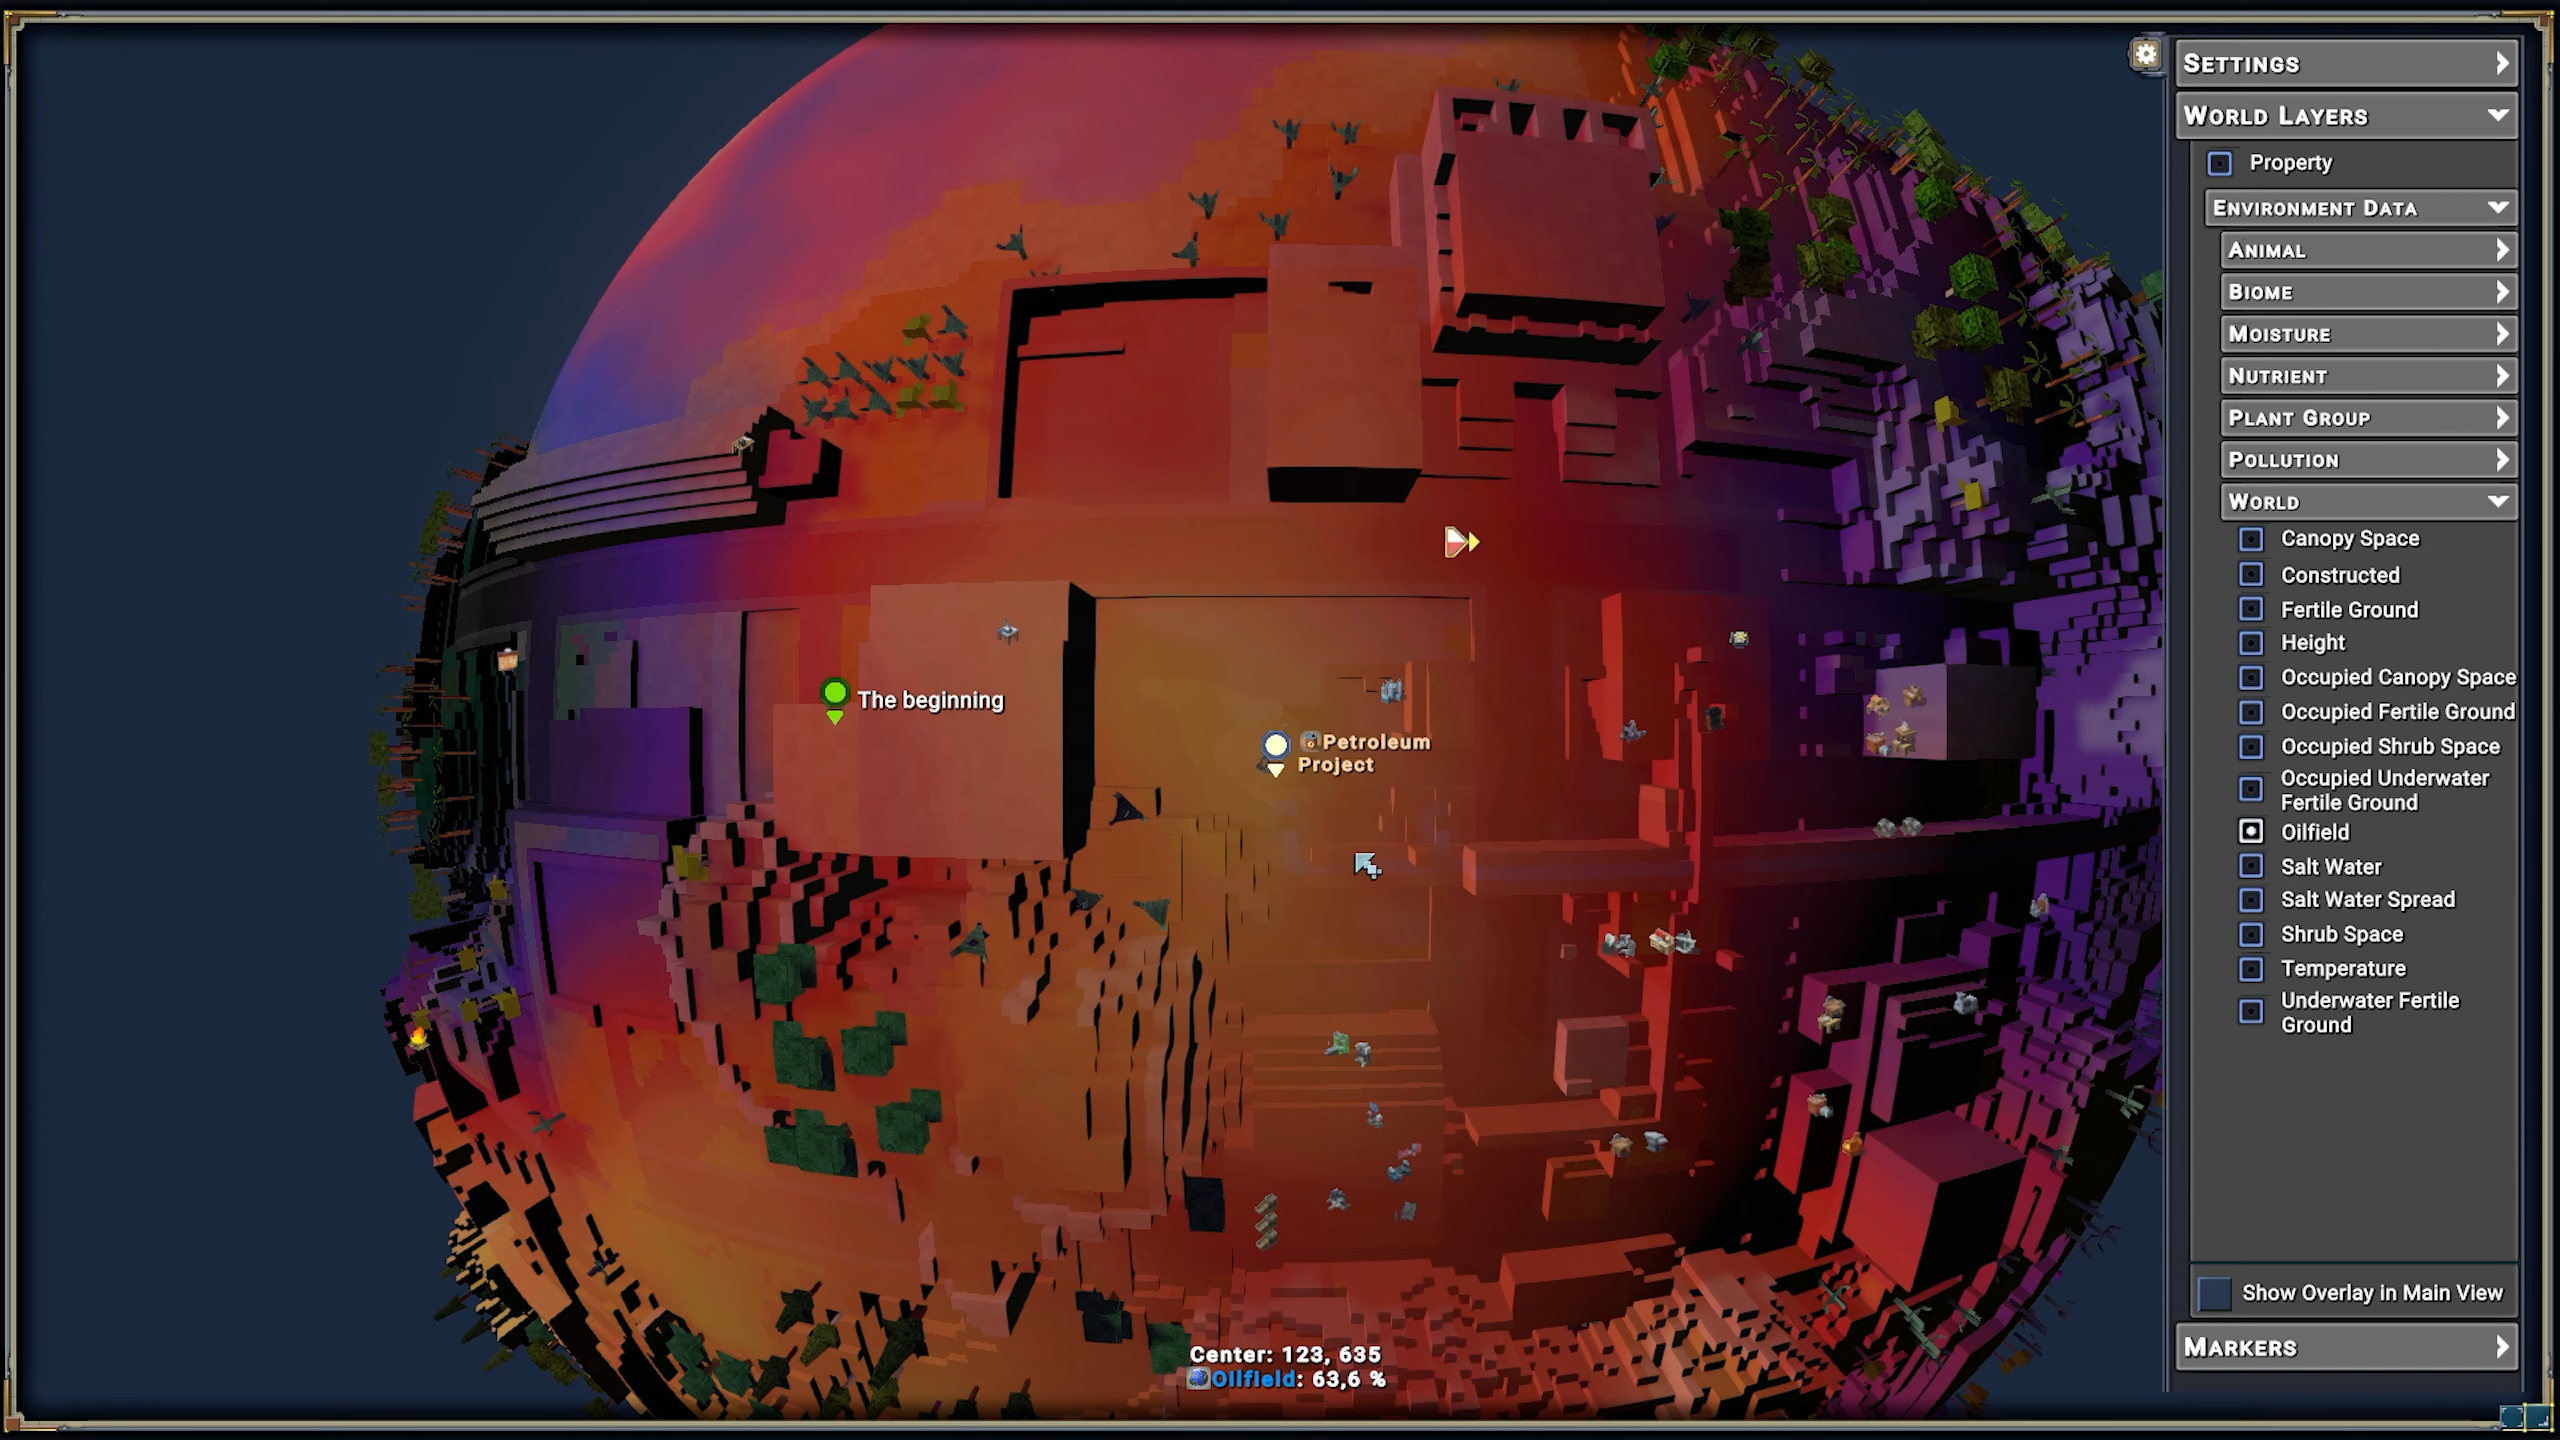 SETTINGS
WORLD LAYERS
Property
ENVIRONMENT DATA
ANIMAL
BIOME
MOISTURE
NUTRIENT
PLANT GROUP
POLLUTION
WORLD
Canopy Space
Constructed
Fertile Ground
Height
Occupied Canopy Space
Occupied Fertile Ground
Occupied Shrub Space
Occupied Underwater
Fertile Ground
Oilfield
Salt Water
Salt Water Spread
Shrub Space
Temperature
Underwater Fertile
Ground
Show Overlay in Main View
MARKERS
The beginning
Petroleum
Project
Center: 123, 635
Oilfield: 63,6 %